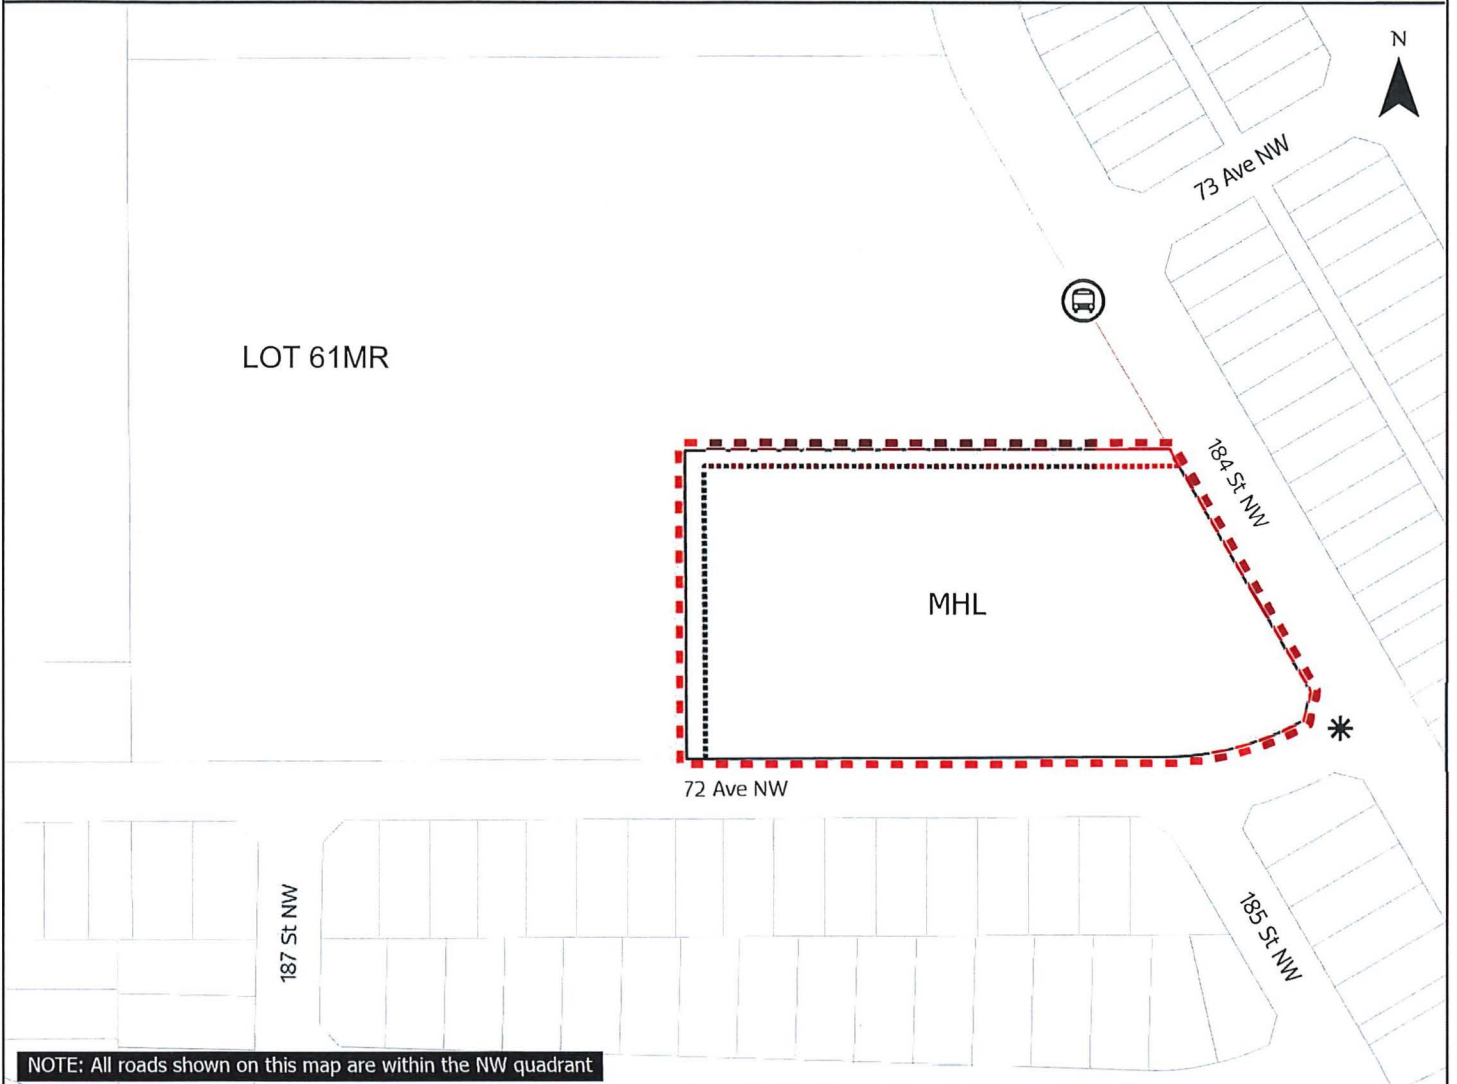 N
73 Ave NW
LOT 61MR
184 St NW
MHL
72 Ave NW
187 St NW
185 St NW
NOTE: All roads shown on this map are within the NW quadrant